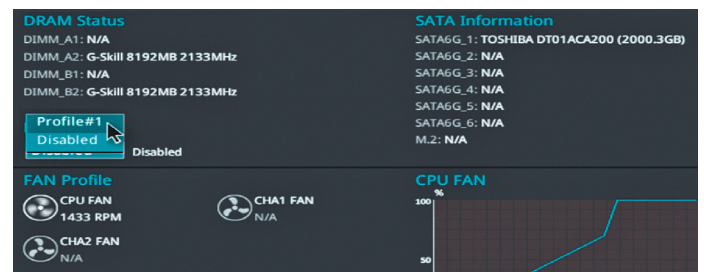 DRAM Status
DIMM_A1: N/A
DIMM_A2: G-Skill 8192MB 2133MHz
DIMM_B1: N/A
DIMM_B2: G-Skill 8192MB 2133MHz
Profile#1
Disabled
Disabled
SATA Information
SATA6G_1: TOSHIBA DT01ACA200 (2000.3GB)
SATA6G_2: N/A
SATA6G_3: N/A
SATA6G_4: N/A
SATA6G_5: N/A
SATA6G_6: N/A
M.2: N/A
FAN Profile
CPU FAN
1433 RPM
CHA1 FAN
N/A
CHA2 FAN
N/A
CPU FAN
%
100
50